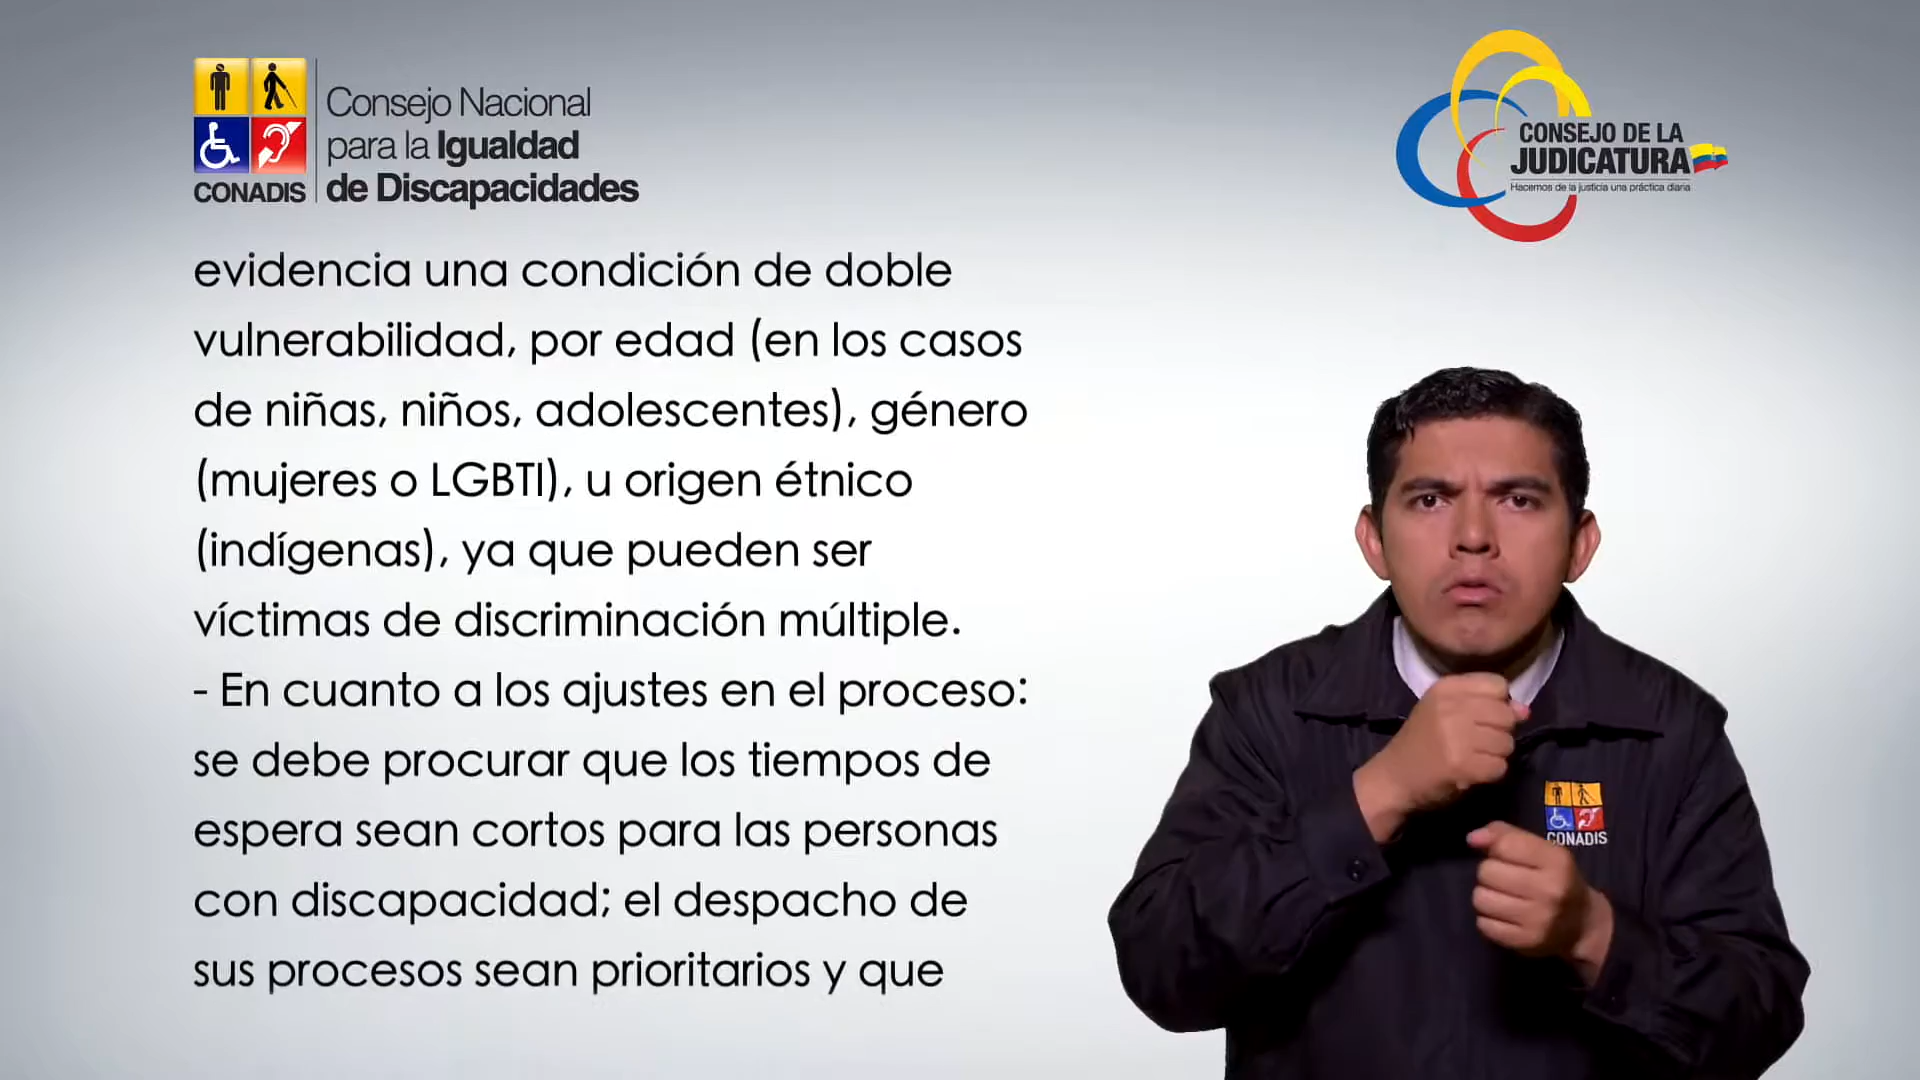 Consejo Nacional
para la Igualdad
de Discapacidades
CONADIS
CONSEJO DE LA
JUDICATURA
Hacemos de la justicia una práctica diaria
evidencia una condición de doble
vulnerabilidad, por edad (en los casos
de niñas, niños, adolescentes), género
(mujeres o LGBTI), u origen étnico
(indígenas), ya que pueden ser
víctimas de discriminación múltiple.
- En cuanto a los ajustes en el proceso:
se debe procurar que los tiempos de
espera sean cortos para las personas
con discapacidad; el despacho de
sus procesos sean prioritarios y que
CONADIS